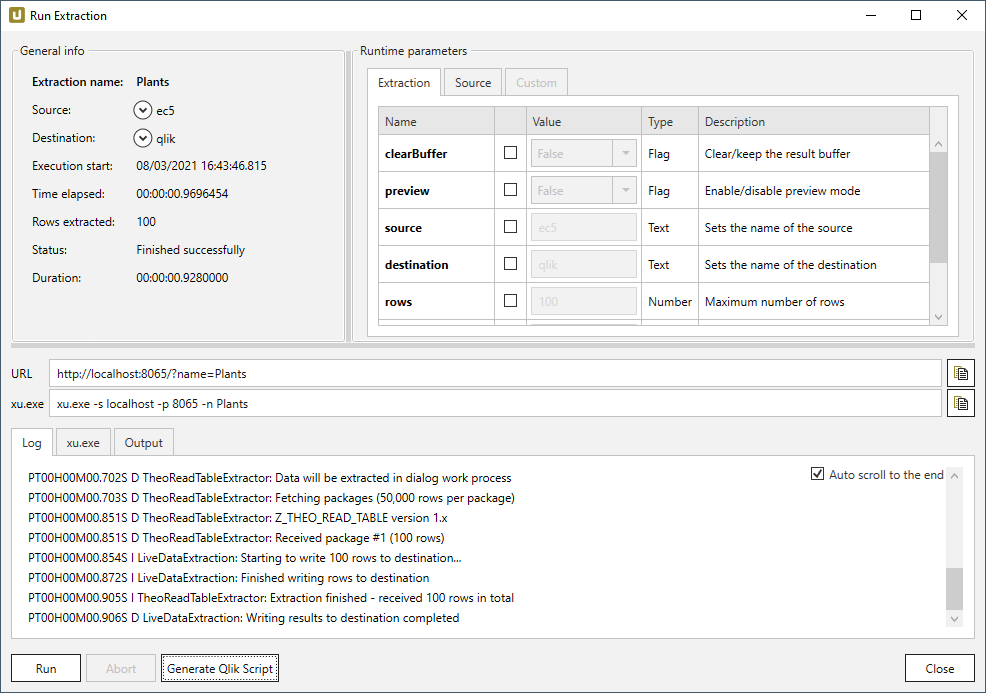 Run Extraction
General info
Extraction name: Plants
Source: ec5
Destination: qlik
Execution start: 08/03/2021 16:43:46.815
Time elapsed: 00:00:00.9696454
Rows extracted: 100
Status: Finished successfully
Duration: 00:00:00.9280000
Runtime parameters
Extraction Source Custom
Name Value Type Description
clearBuffer False Flag Clear/keep the result buffer
preview False Flag Enable/disable preview mode
source ec5 Text Sets the name of the source
destination qlik Text Sets the name of the destination
rows 100 Number Maximum number of rows
URL http://localhost:8065/?name=Plants
xu.exe xu.exe -s localhost -p 8065 -n Plants
Log xu.exe Output
Auto scroll to the end
PT00H00M00.702S D TheoReadTableExtractor: Data will be extracted in dialog work process
PT00H00M00.703S D TheoReadTableExtractor: Fetching packages (50,000 rows per package)
PT00H00M00.851S D TheoReadTableExtractor: Z_THEO_READ_TABLE version 1.x
PT00H00M00.851S D TheoReadTableExtractor: Received package #1 (100 rows)
PT00H00M00.854S I LiveDataExtraction: Starting to write 100 rows to destination...
PT00H00M00.872S I LiveDataExtraction: Finished writing rows to destination
PT00H00M00.905S I TheoReadTableExtractor: Extraction finished - received 100 rows in total
PT00H00M00.906S D LiveDataExtraction: Writing results to destination completed
Run Abort Generate Qlik Script Close